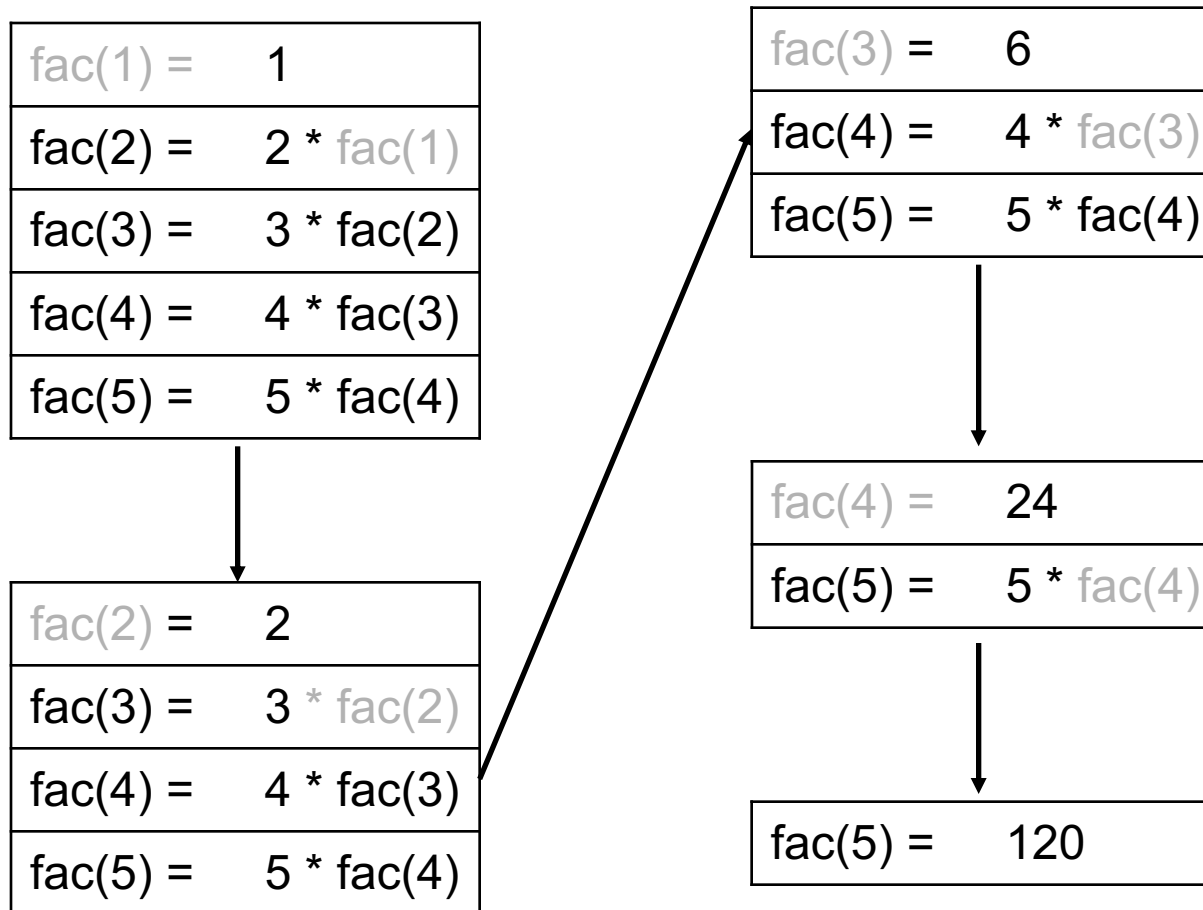 fac(1) = 1
fac(2) = 2 * fac(1)
fac(3) = 3 * fac(2)
fac(4) = 4 * fac(3)
fac(5) = 5 * fac(4)
fac(2) = 2
fac(3) = 3 * fac(2)
fac(4) = 4 * fac(3)
fac(5) = 5 * fac(4)
fac(3) = 6
fac(4) = 4 * fac(3)
fac(5) = 5 * fac(4)
fac(4) = 24
fac(5) = 5 * fac(4)
fac(5) = 120